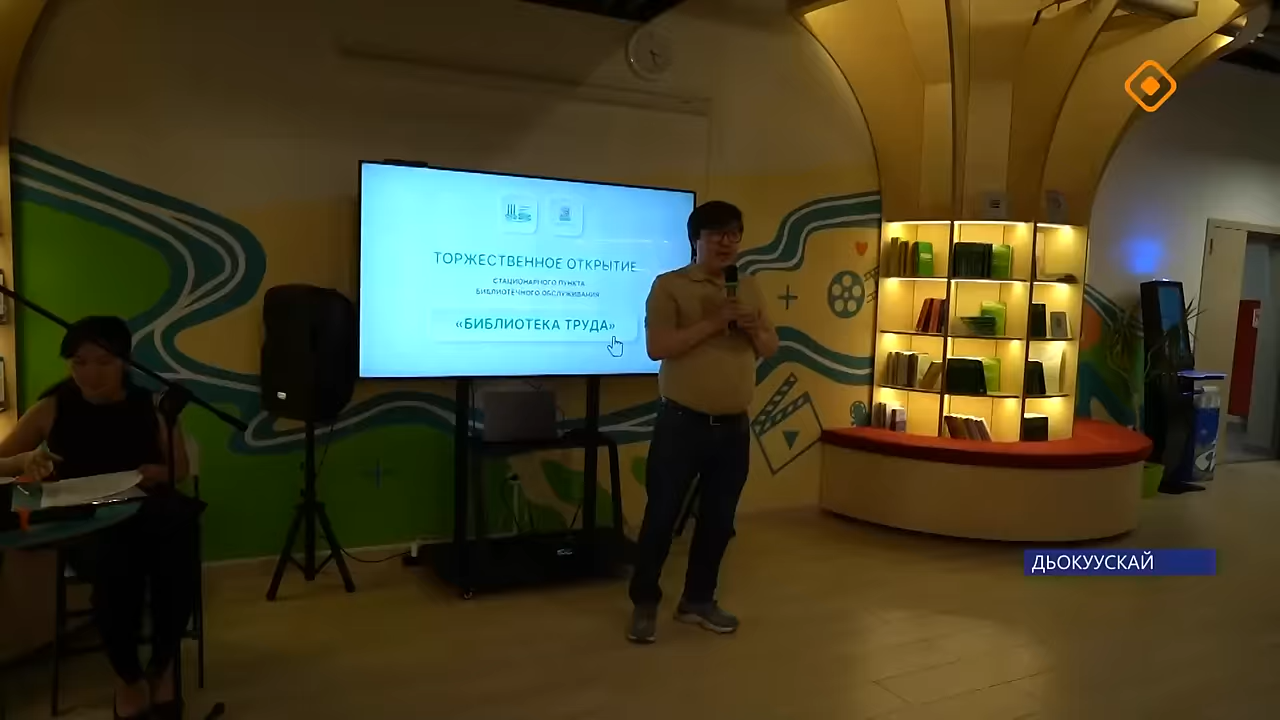 ТОРЖЕСТВЕННОЕ ОТКРЫТИЕ
СТАЦИОНАРНОГО ПУНКТА
БИБЛИОТЕЧНОГО ОБСЛУЖИВАНИЯ
«БИБЛИОТЕКА ТРУДА»
ДЬОКУУСКАЙ